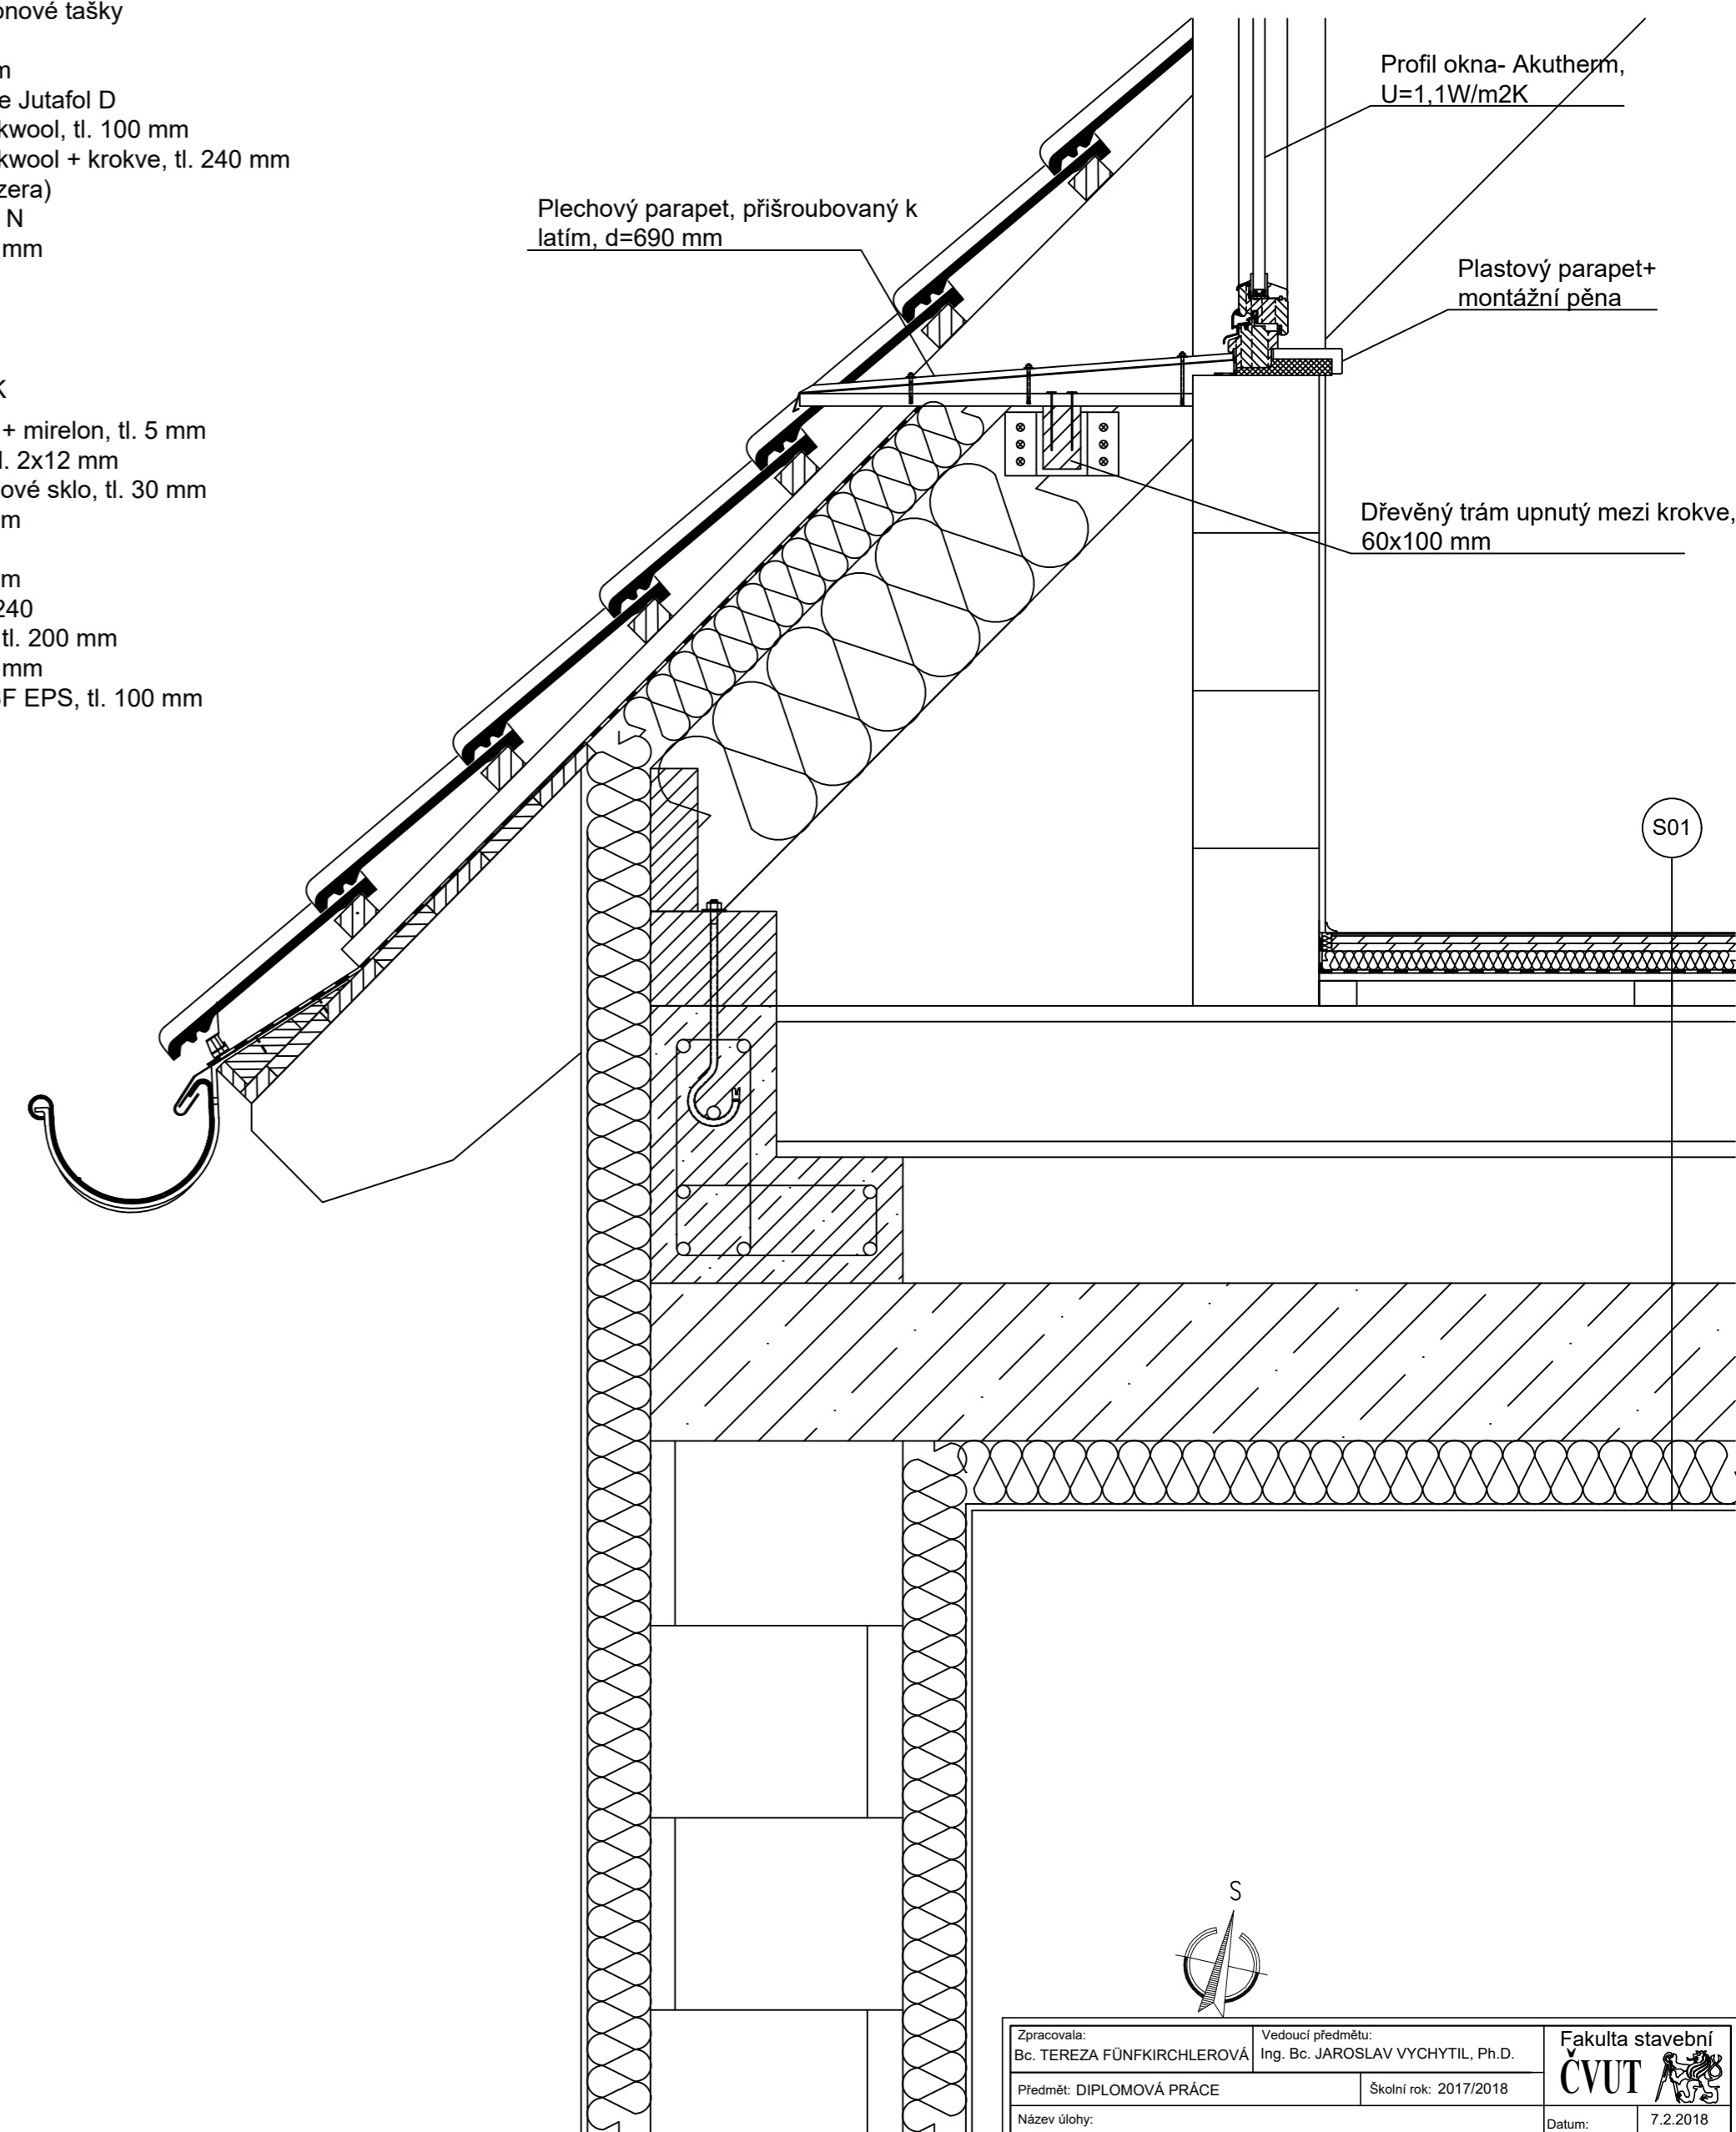 onové tašky
m
e Jutafol D
kwool, tl. 100 mm
kwool + krokve, tl. 240 mm
zera)
N
mm
K
+ mirelon, tl. 5 mm
l. 2x12 mm
ové sklo, tl. 30 mm
m
m
240
tl. 200 mm
mm
F EPS, tl. 100 mm
Plechový parapet, přišroubovaný k
latím, d=690 mm
Profil okna- Akutherm,
U=1,1W/m2K
Plastový parapet+
montážní pěna
Dřevěný trám upnutý mezi krokve,
60x100 mm
S01
S
Zpracovala:
Bc. TEREZA FÜNFKIRCHLEROVÁ
Vedoucí předmětu:
Ing. Bc. JAROSLAV VYCHYTIL, Ph.D.
Fakulta stavební
ČVUT
Předmět: DIPLOMOVÁ PRÁCE
Školní rok: 2017/2018
Název úlohy:
Datum:
7.2.2018